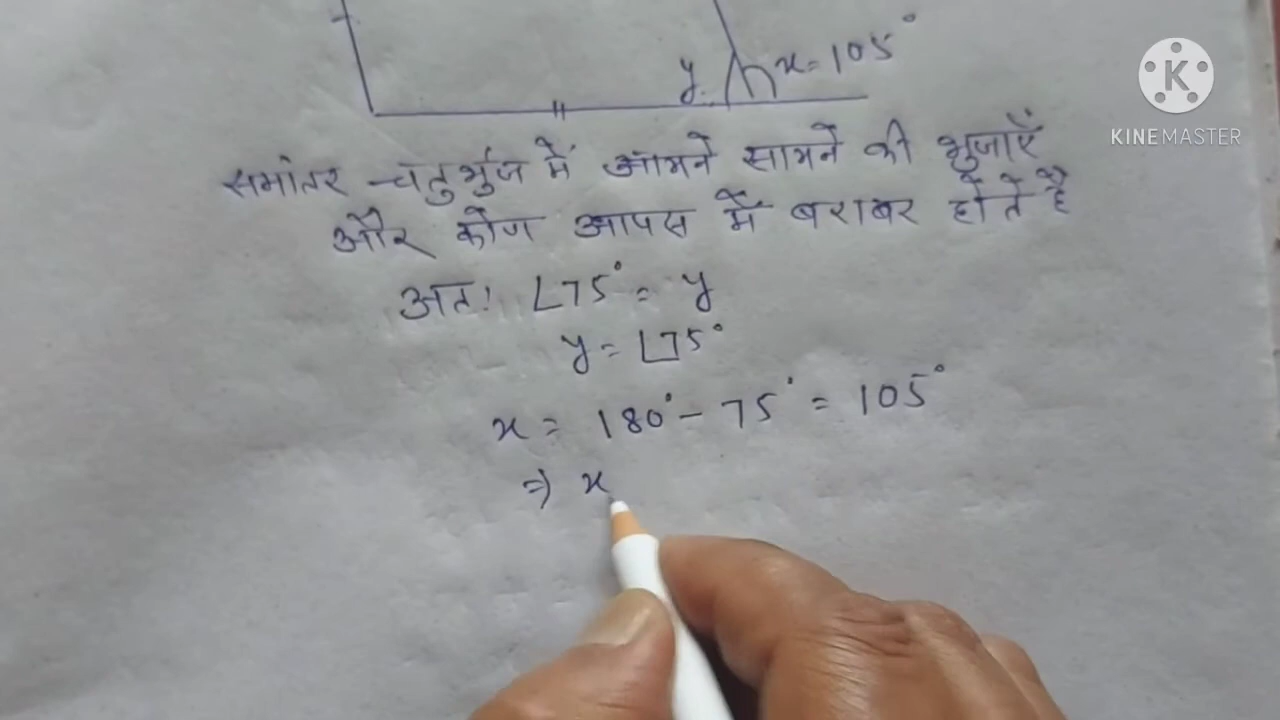 y
x = 105°
KINEMASTER
समांतर चतुर्भुज में आमने सामने की भुजाएँ
और कोण आपस में बराबर होते है
अतः ∠75° = y
y = ∠75°
x = 180° - 75° = 105°
⇒ x